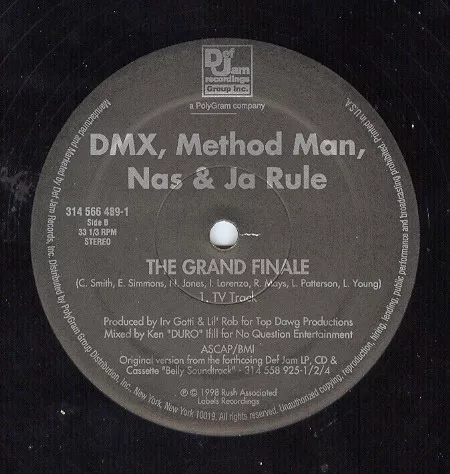 Def Jam
recordings
Group Inc.
a PolyGram company
DMX, Method Man,
Nas & Ja Rule
314 566 489-1
Side B
33 1/3 RPM
STEREO
THE GRAND FINALE
(C. Smith, E. Simmons, N. Jones, I. Lorenzo, R. Mays, L. Patterson, L. Young)
1. TV Track
Produced by Irv Gotti & Lil' Rob for Top Dawg Productions
Mixed by Ken "DURO" Ifill for No Question Entertainment
ASCAP/BMI
Original version from the forthcoing Def Jam LP, CD &
Cassette "Belly Soundtrack" - 314 558 925-1/2/4
℗ © 1998 Rush Associated
Labels Recordings
Manufactured and Marketed by Def Jam Records, Inc. Distributed by PolyGram Group Distribution, Inc. New York, New York 10019. All rights reserved. Unauthorized copying, reproduction, hiring, lending, public performance and broadcasting prohibited. Printed in U.S.A.